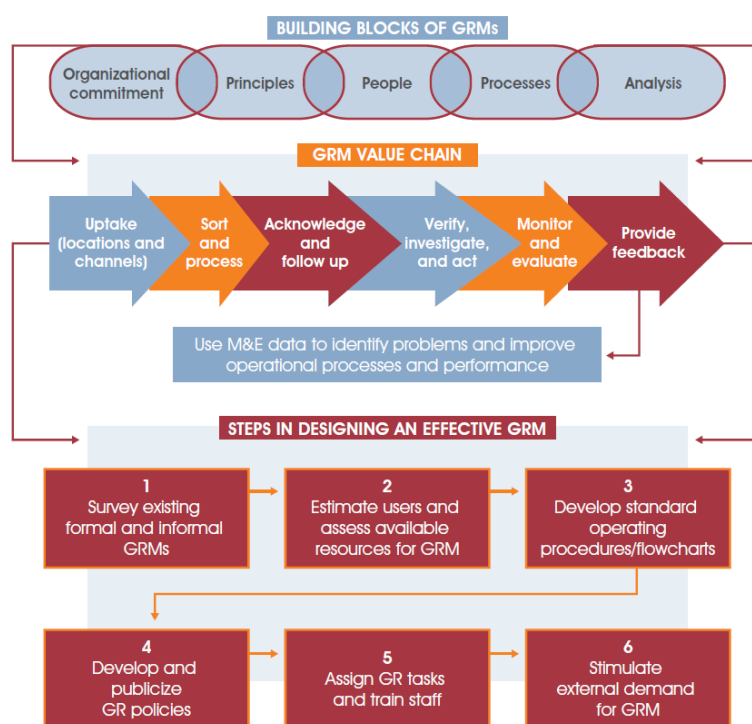 BUILDING BLOCKS OF GRMs
Organizational
commitment
Principles
People
Processes
Analysis
GRM VALUE CHAIN
Uptake
(locations and
channels)
Sort
and
process
Acknowledge
and
follow up
Verify,
investigate,
and act
Monitor
and
evaluate
Provide
feedback
Use M&E data to identify problems and improve
operational processes and performance
STEPS IN DESIGNING AN EFFECTIVE GRM
1
Survey existing
formal and informal
GRMs
2
Estimate users and
assess available
resources for GRM
3
Develop standard
operating
procedures/flowcharts
4
Develop and
publicize
GR policies
5
Assign GR tasks
and train staff
6
Stimulate
external demand
for GRM